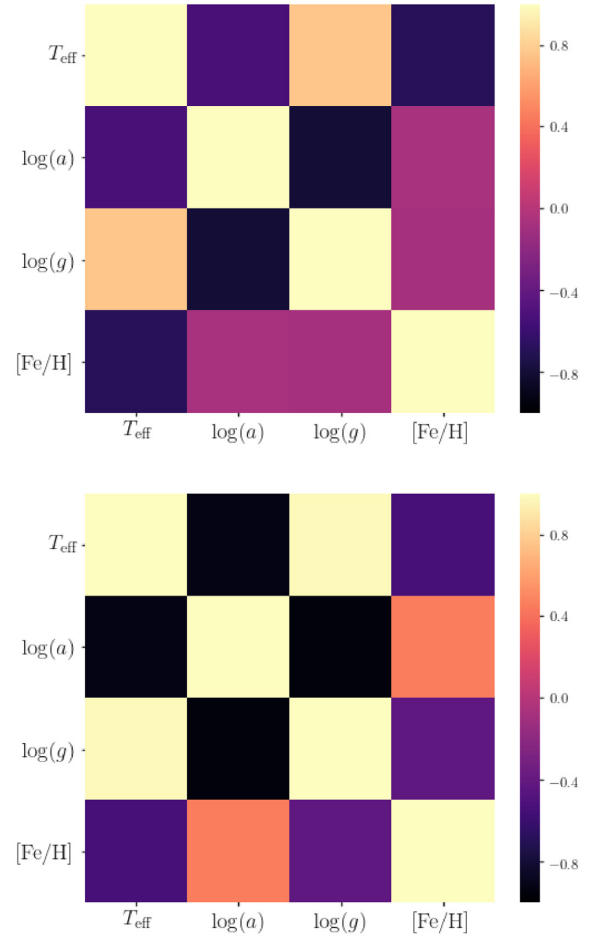 T_eff
log(a)
log(g)
[Fe/H]
0.8
0.4
0.0
−0.4
−0.8
T_eff log(a) log(g) [Fe/H]
T_eff
log(a)
log(g)
[Fe/H]
0.8
0.4
0.0
−0.4
−0.8
T_eff log(a) log(g) [Fe/H]